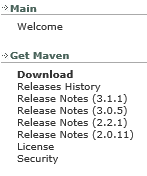 Main
Welcome
Get Maven
Download
Releases History
Release Notes (3.1.1)
Release Notes (3.0.5)
Release Notes (2.2.1)
Release Notes (2.0.11)
License
Security